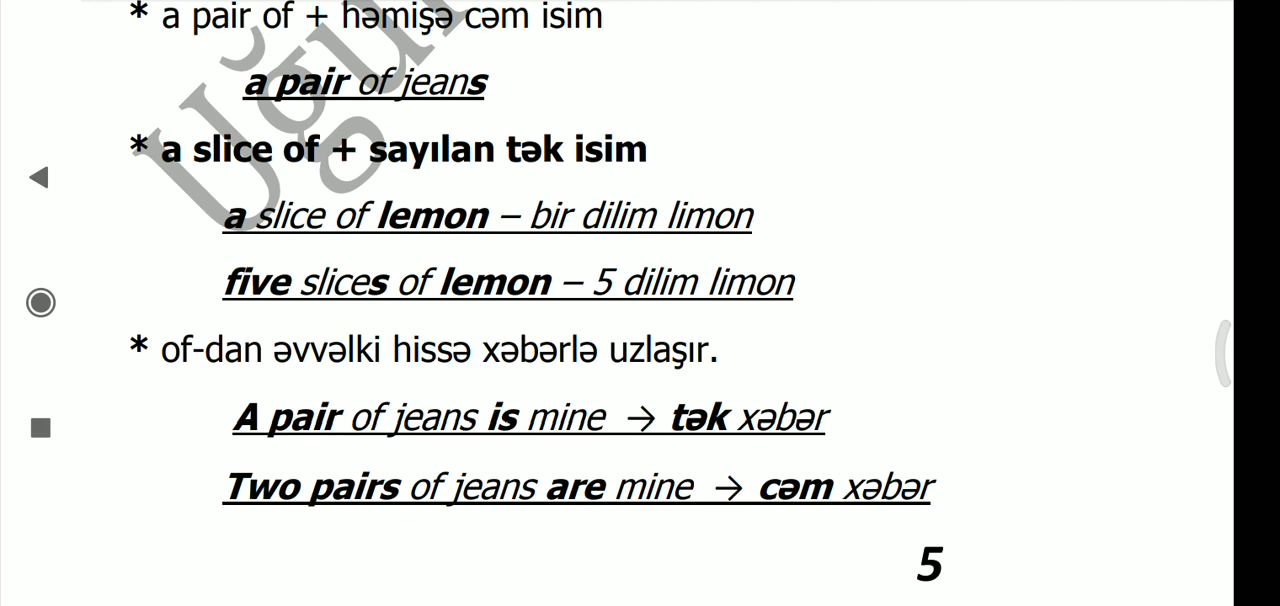 * a pair of + həmişə cəm isim
a pair of jeans
* a slice of + sayılan tək isim
a slice of lemon – bir dilim limon
five slices of lemon – 5 dilim limon
* of-dan əvvəlki hissə xəbərlə uzlaşır.
A pair of jeans is mine → tək xəbər
Two pairs of jeans are mine → cəm xəbər
5